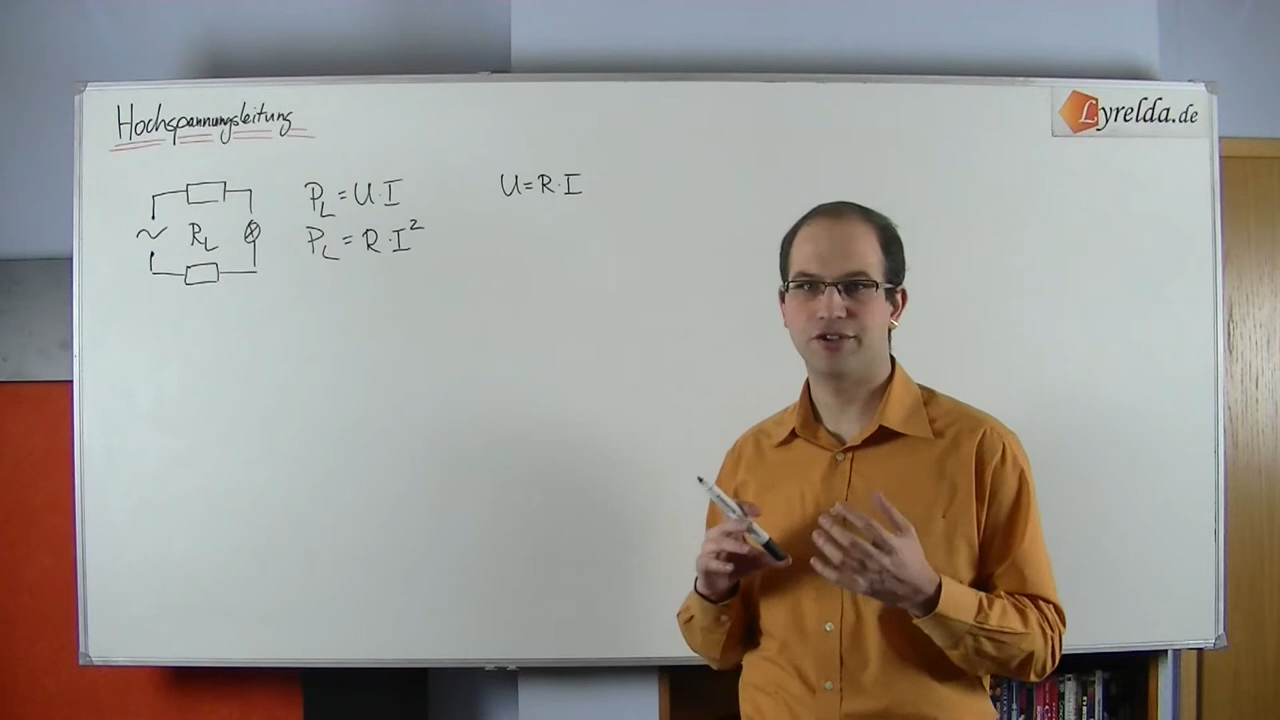 Hochspannungsleitung
Lyrelda.de
P_L = U·I
U = R·I
R_L
P_L = R·I²